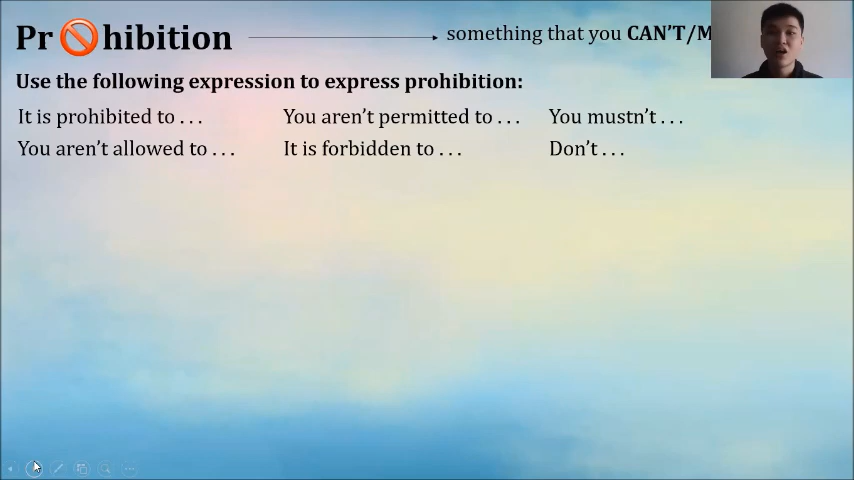 Pr🚫hibition
something that you CAN'T/M
Use the following expression to express prohibition:
It is prohibited to . . . You aren't permitted to . . . You mustn't . . .
You aren't allowed to . . . It is forbidden to . . . Don't . . .